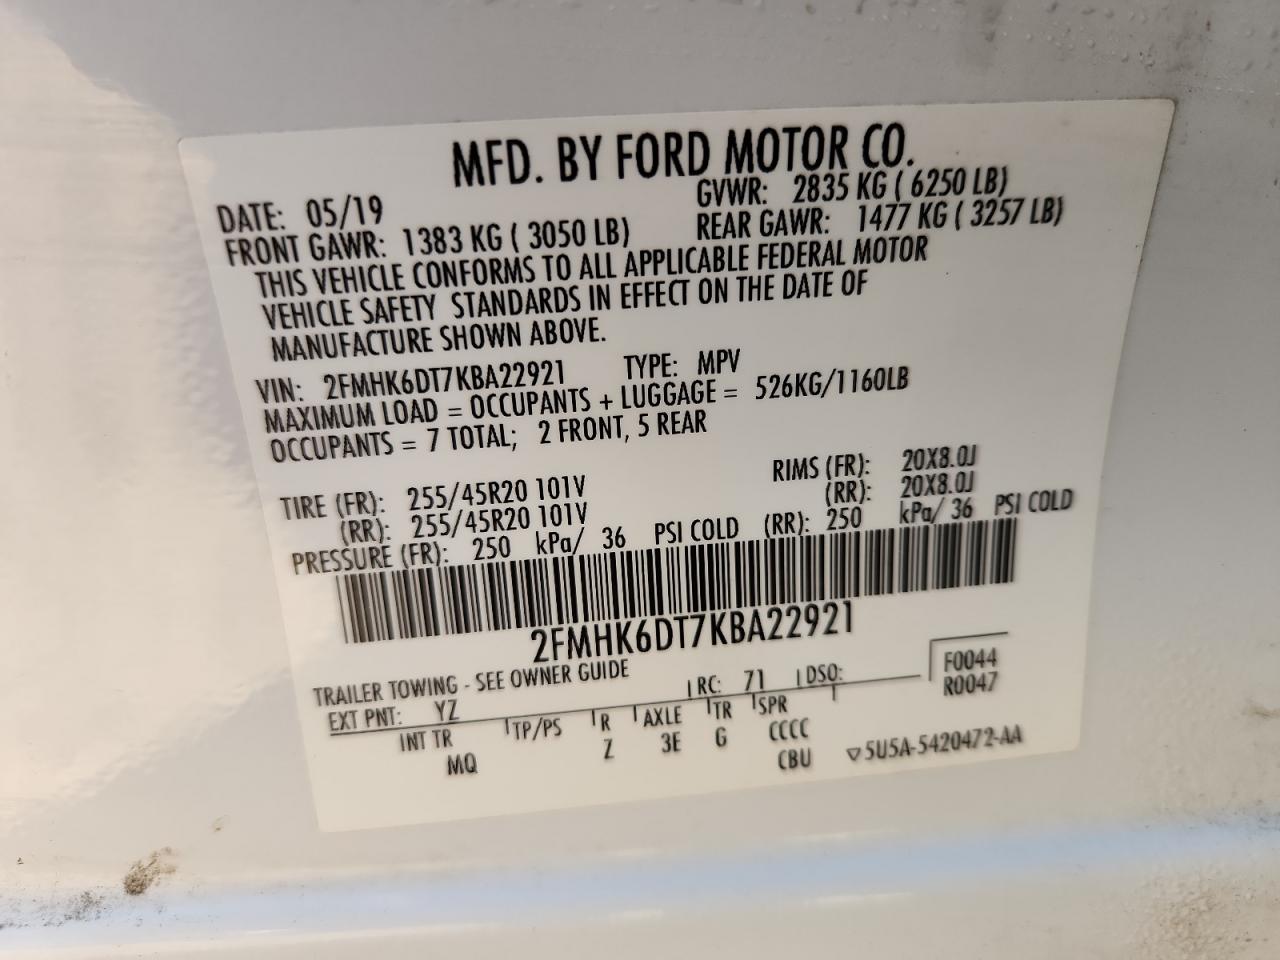 MFD. BY FORD MOTOR CO.
DATE: 05/19 GVWR: 2835 KG ( 6250 LB)
FRONT GAWR: 1383 KG ( 3050 LB) REAR GAWR: 1477 KG ( 3257 LB)
THIS VEHICLE CONFORMS TO ALL APPLICABLE FEDERAL MOTOR
VEHICLE SAFETY STANDARDS IN EFFECT ON THE DATE OF
MANUFACTURE SHOWN ABOVE.
VIN: 2FMHK6DT7KBA22921 TYPE: MPV
MAXIMUM LOAD = OCCUPANTS + LUGGAGE = 526KG/1160LB
OCCUPANTS = 7 TOTAL; 2 FRONT, 5 REAR
TIRE (FR): 255/45R20 101V RIMS (FR): 20X8.0J
(RR): 255/45R20 101V (RR): 20X8.0J
PRESSURE (FR): 250 kPa/ 36 PSI COLD (RR): 250 kPa/ 36 PSI COLD
2FMHK6DT7KBA22921
TRAILER TOWING - SEE OWNER GUIDE
F0044
EXT PNT: YZ RC: 71 DSO: R0047
INT TR TP/PS R AXLE TR SPR
MQ Z 3E G CCCC
CBU ▽5U5A-5420472-AA